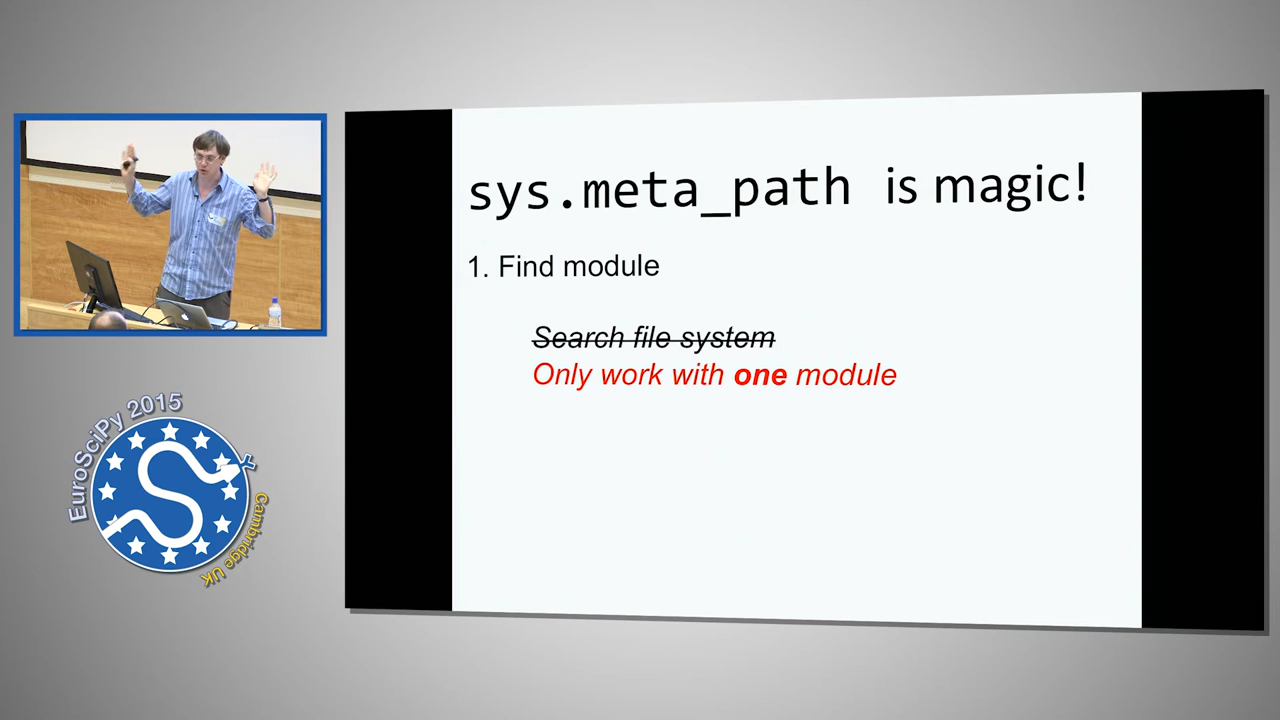 sys.meta_path is magic!
1. Find module
Search file system
Only work with one module
EuroSciPy 2015
Cambridge UK